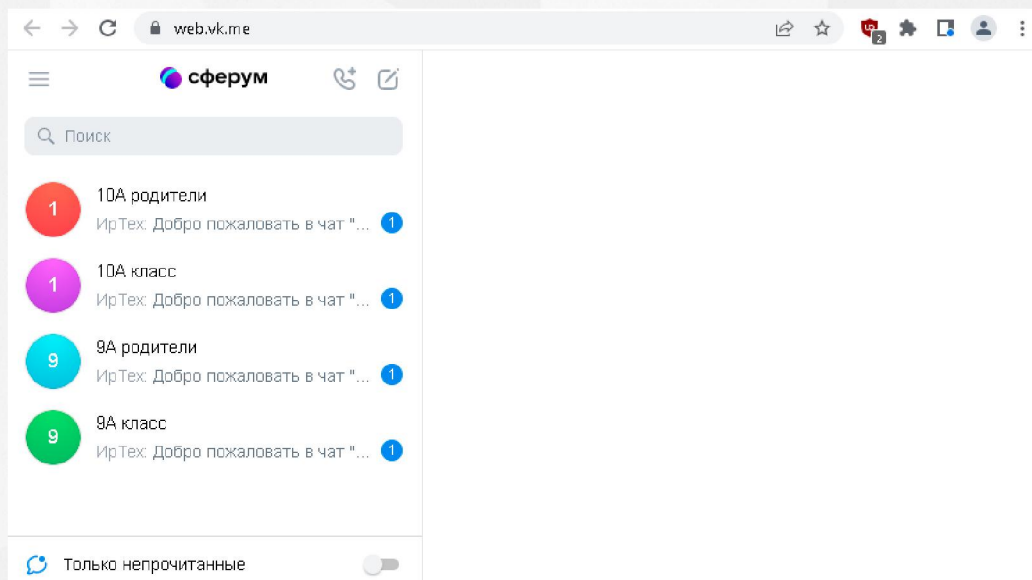 web.vk.me
2
сферум
Поиск
1
10А родители
ИрТех: Добро пожаловать в чат "...
1
1
10А класс
ИрТех: Добро пожаловать в чат "...
1
9
9А родители
ИрТех: Добро пожаловать в чат "...
1
9
9А класс
ИрТех: Добро пожаловать в чат "...
1
Только непрочитанные